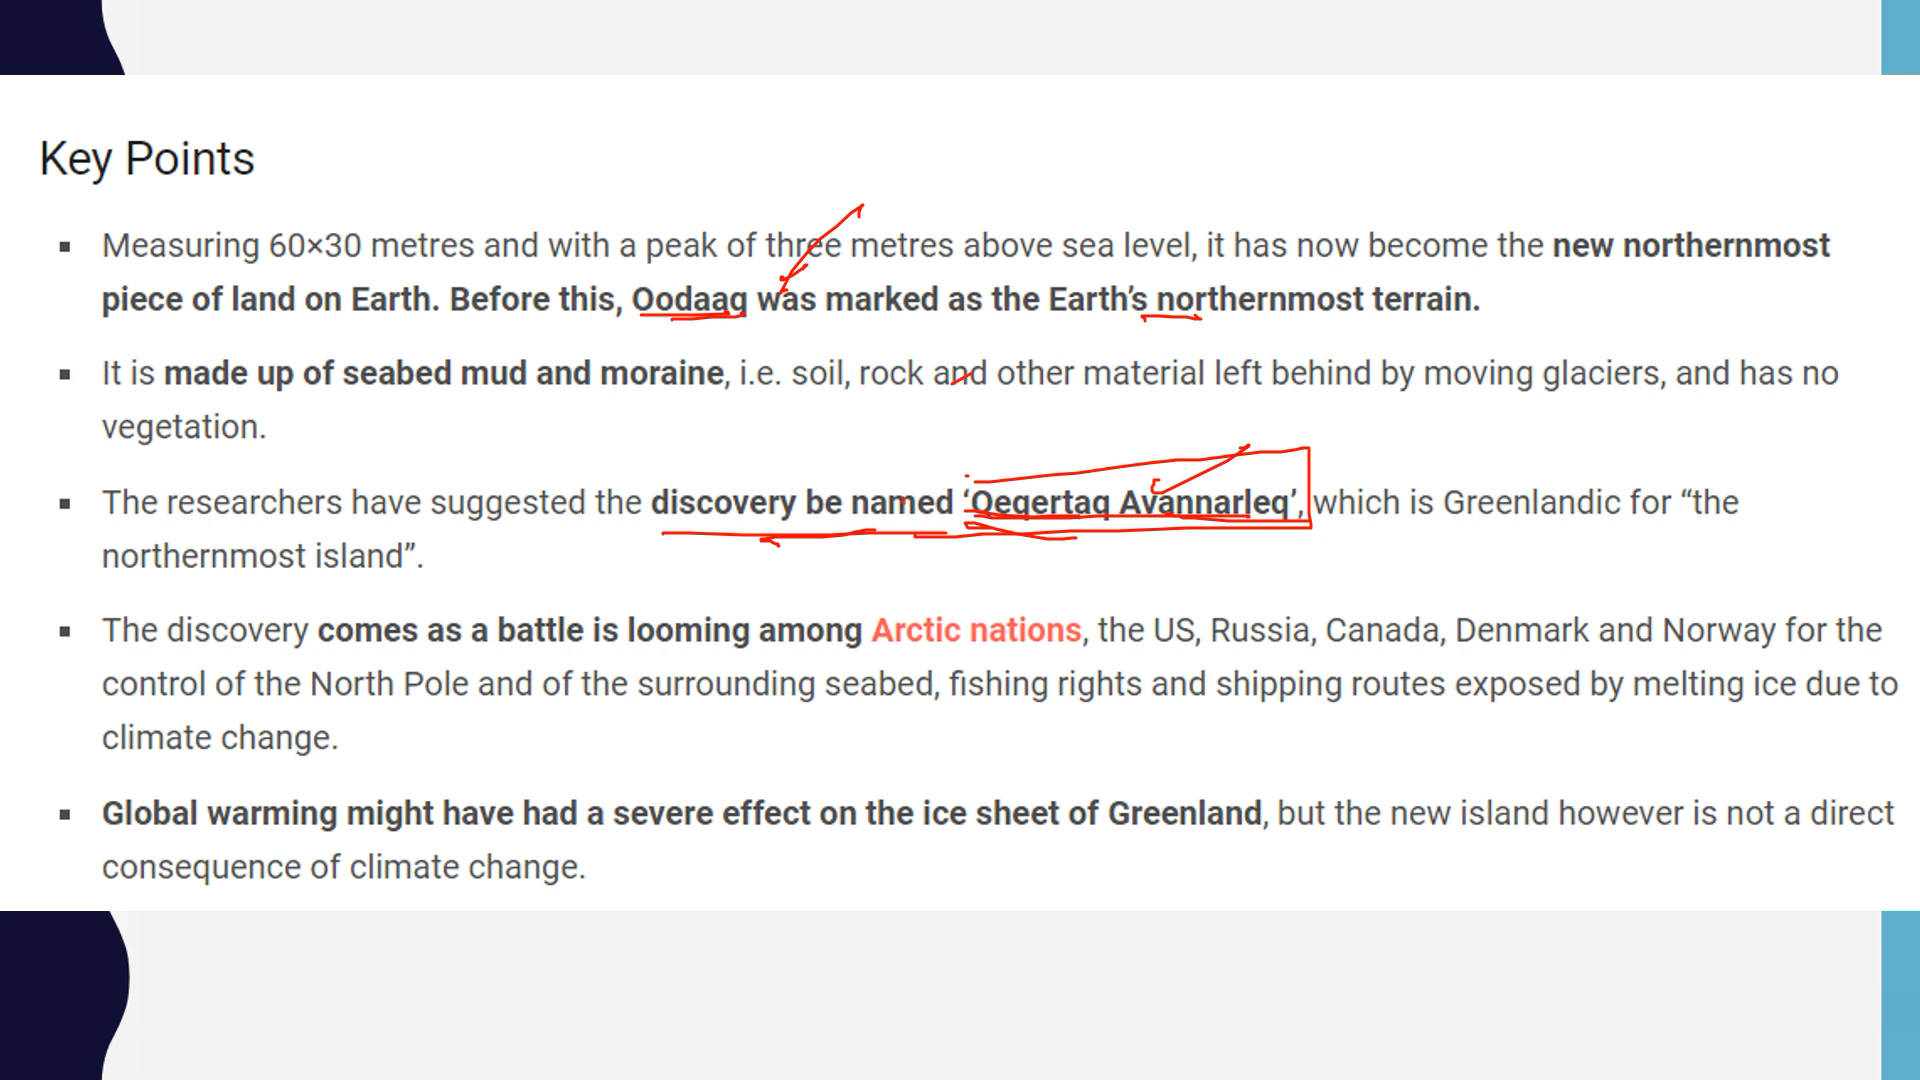 Key Points
Measuring 60×30 metres and with a peak of three metres above sea level, it has now become the new northernmost
piece of land on Earth. Before this, Oodaaq was marked as the Earth’s northernmost terrain.
It is made up of seabed mud and moraine, i.e. soil, rock and other material left behind by moving glaciers, and has no
vegetation.
The researchers have suggested the discovery be named ‘Qeqertaq Avannarleq’, which is Greenlandic for “the
northernmost island”.
The discovery comes as a battle is looming among Arctic nations, the US, Russia, Canada, Denmark and Norway for the
control of the North Pole and of the surrounding seabed, fishing rights and shipping routes exposed by melting ice due to
climate change.
Global warming might have had a severe effect on the ice sheet of Greenland, but the new island however is not a direct
consequence of climate change.